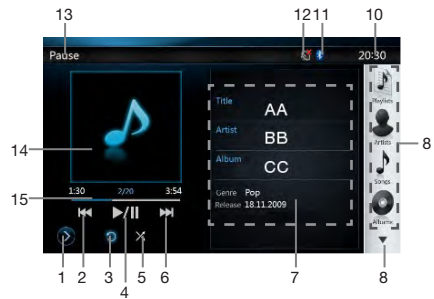 13
12 11
10
Pause
20:30
Playlists
Artists
Songs
Albums
8
8
14
15
1:30 2/20 3:54
1
2
3
4
5
6
7
Title
AA
Artist
BB
Album
CC
Genre Pop
Release 18.11.2009